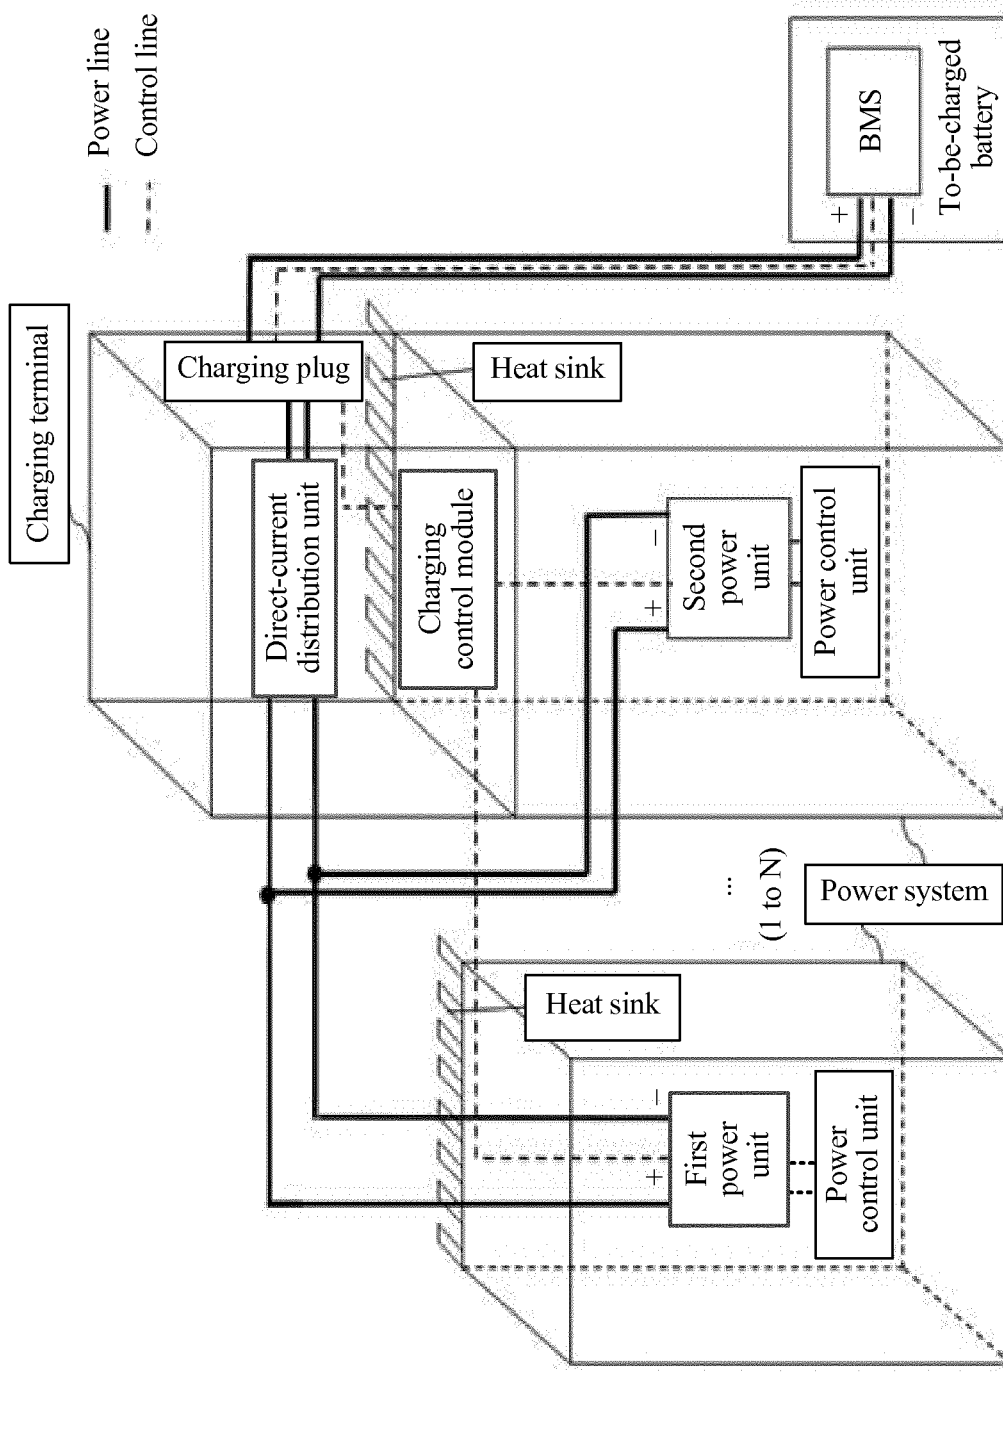 Power line
Control line
Charging terminal
Charging plug
Heat sink
Direct-current
distribution unit
Charging
control module
+
−
Second
power
unit
Power control
unit
+
−
BMS
To-be-charged
battery
...
(1 to N)
Power system
Heat sink
+
−
First
power
unit
Power
control unit